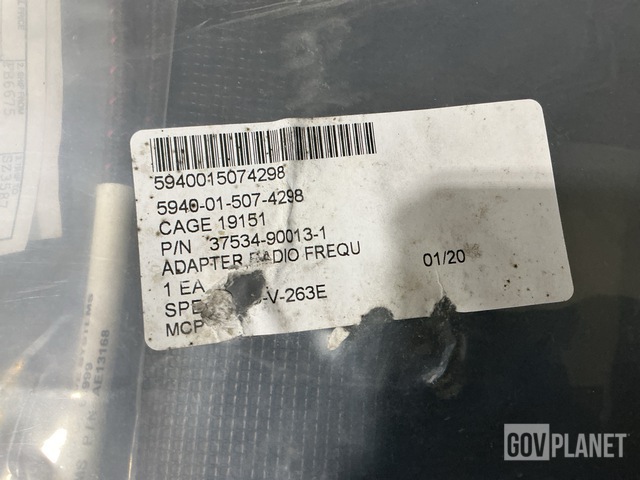 5940015074298
5940-01-507-4298
CAGE 19151
P/N 37534-90013-1
ADAPTER RADIO FREQU
1 EA 01/20
SPE -V-263E
MCP
P/N AE13168
GOVPLANET